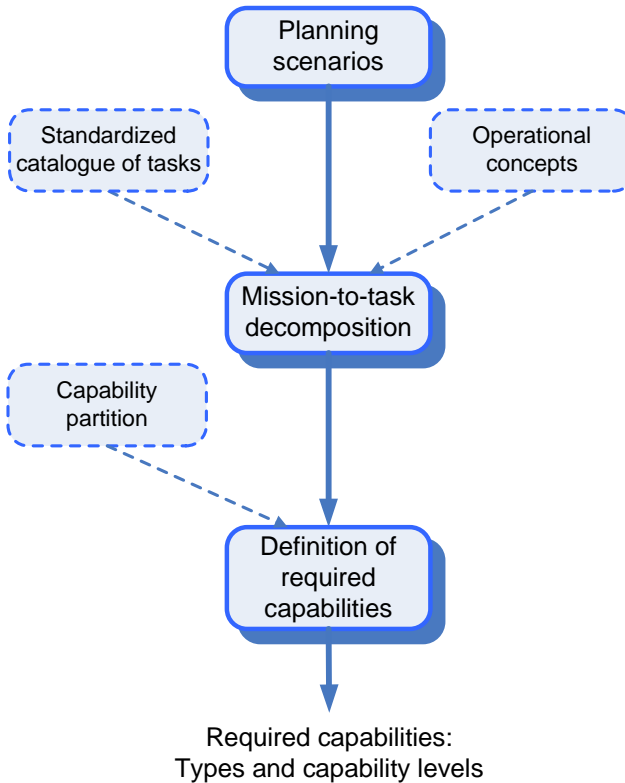 Planning
scenarios
Standardized
catalogue of tasks
Operational
concepts
Mission-to-task
decomposition
Capability
partition
Definition of
required
capabilities
Required capabilities:
Types and capability levels